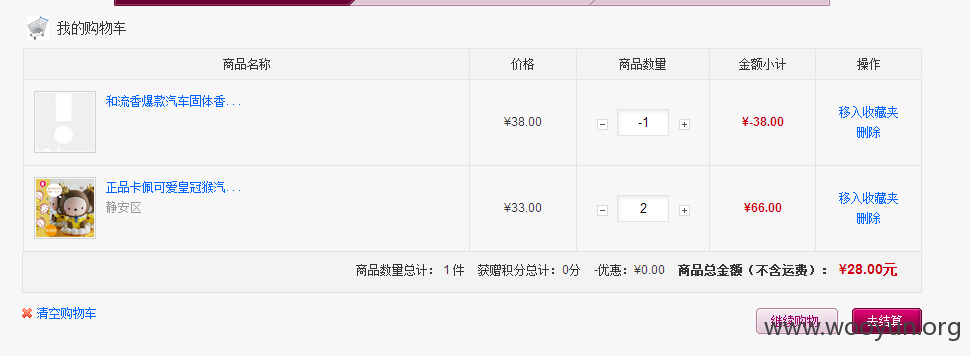 我的购物车
商品名称 价格 商品数量 金额小计 操作
和流香爆款汽车固体香. . .
¥38.00 -1 ¥-38.00 移入收藏夹
删除
正品卡佩可爱皇冠猴汽. . .
静安区
¥33.00 2 ¥66.00 移入收藏夹
删除
商品数量总计： 1 件 获赠积分总计：0分 -优惠：¥0.00 商品总金额（不含运费）： ¥28.00元
清空购物车
继续购物 去结算
www.wooyun.org